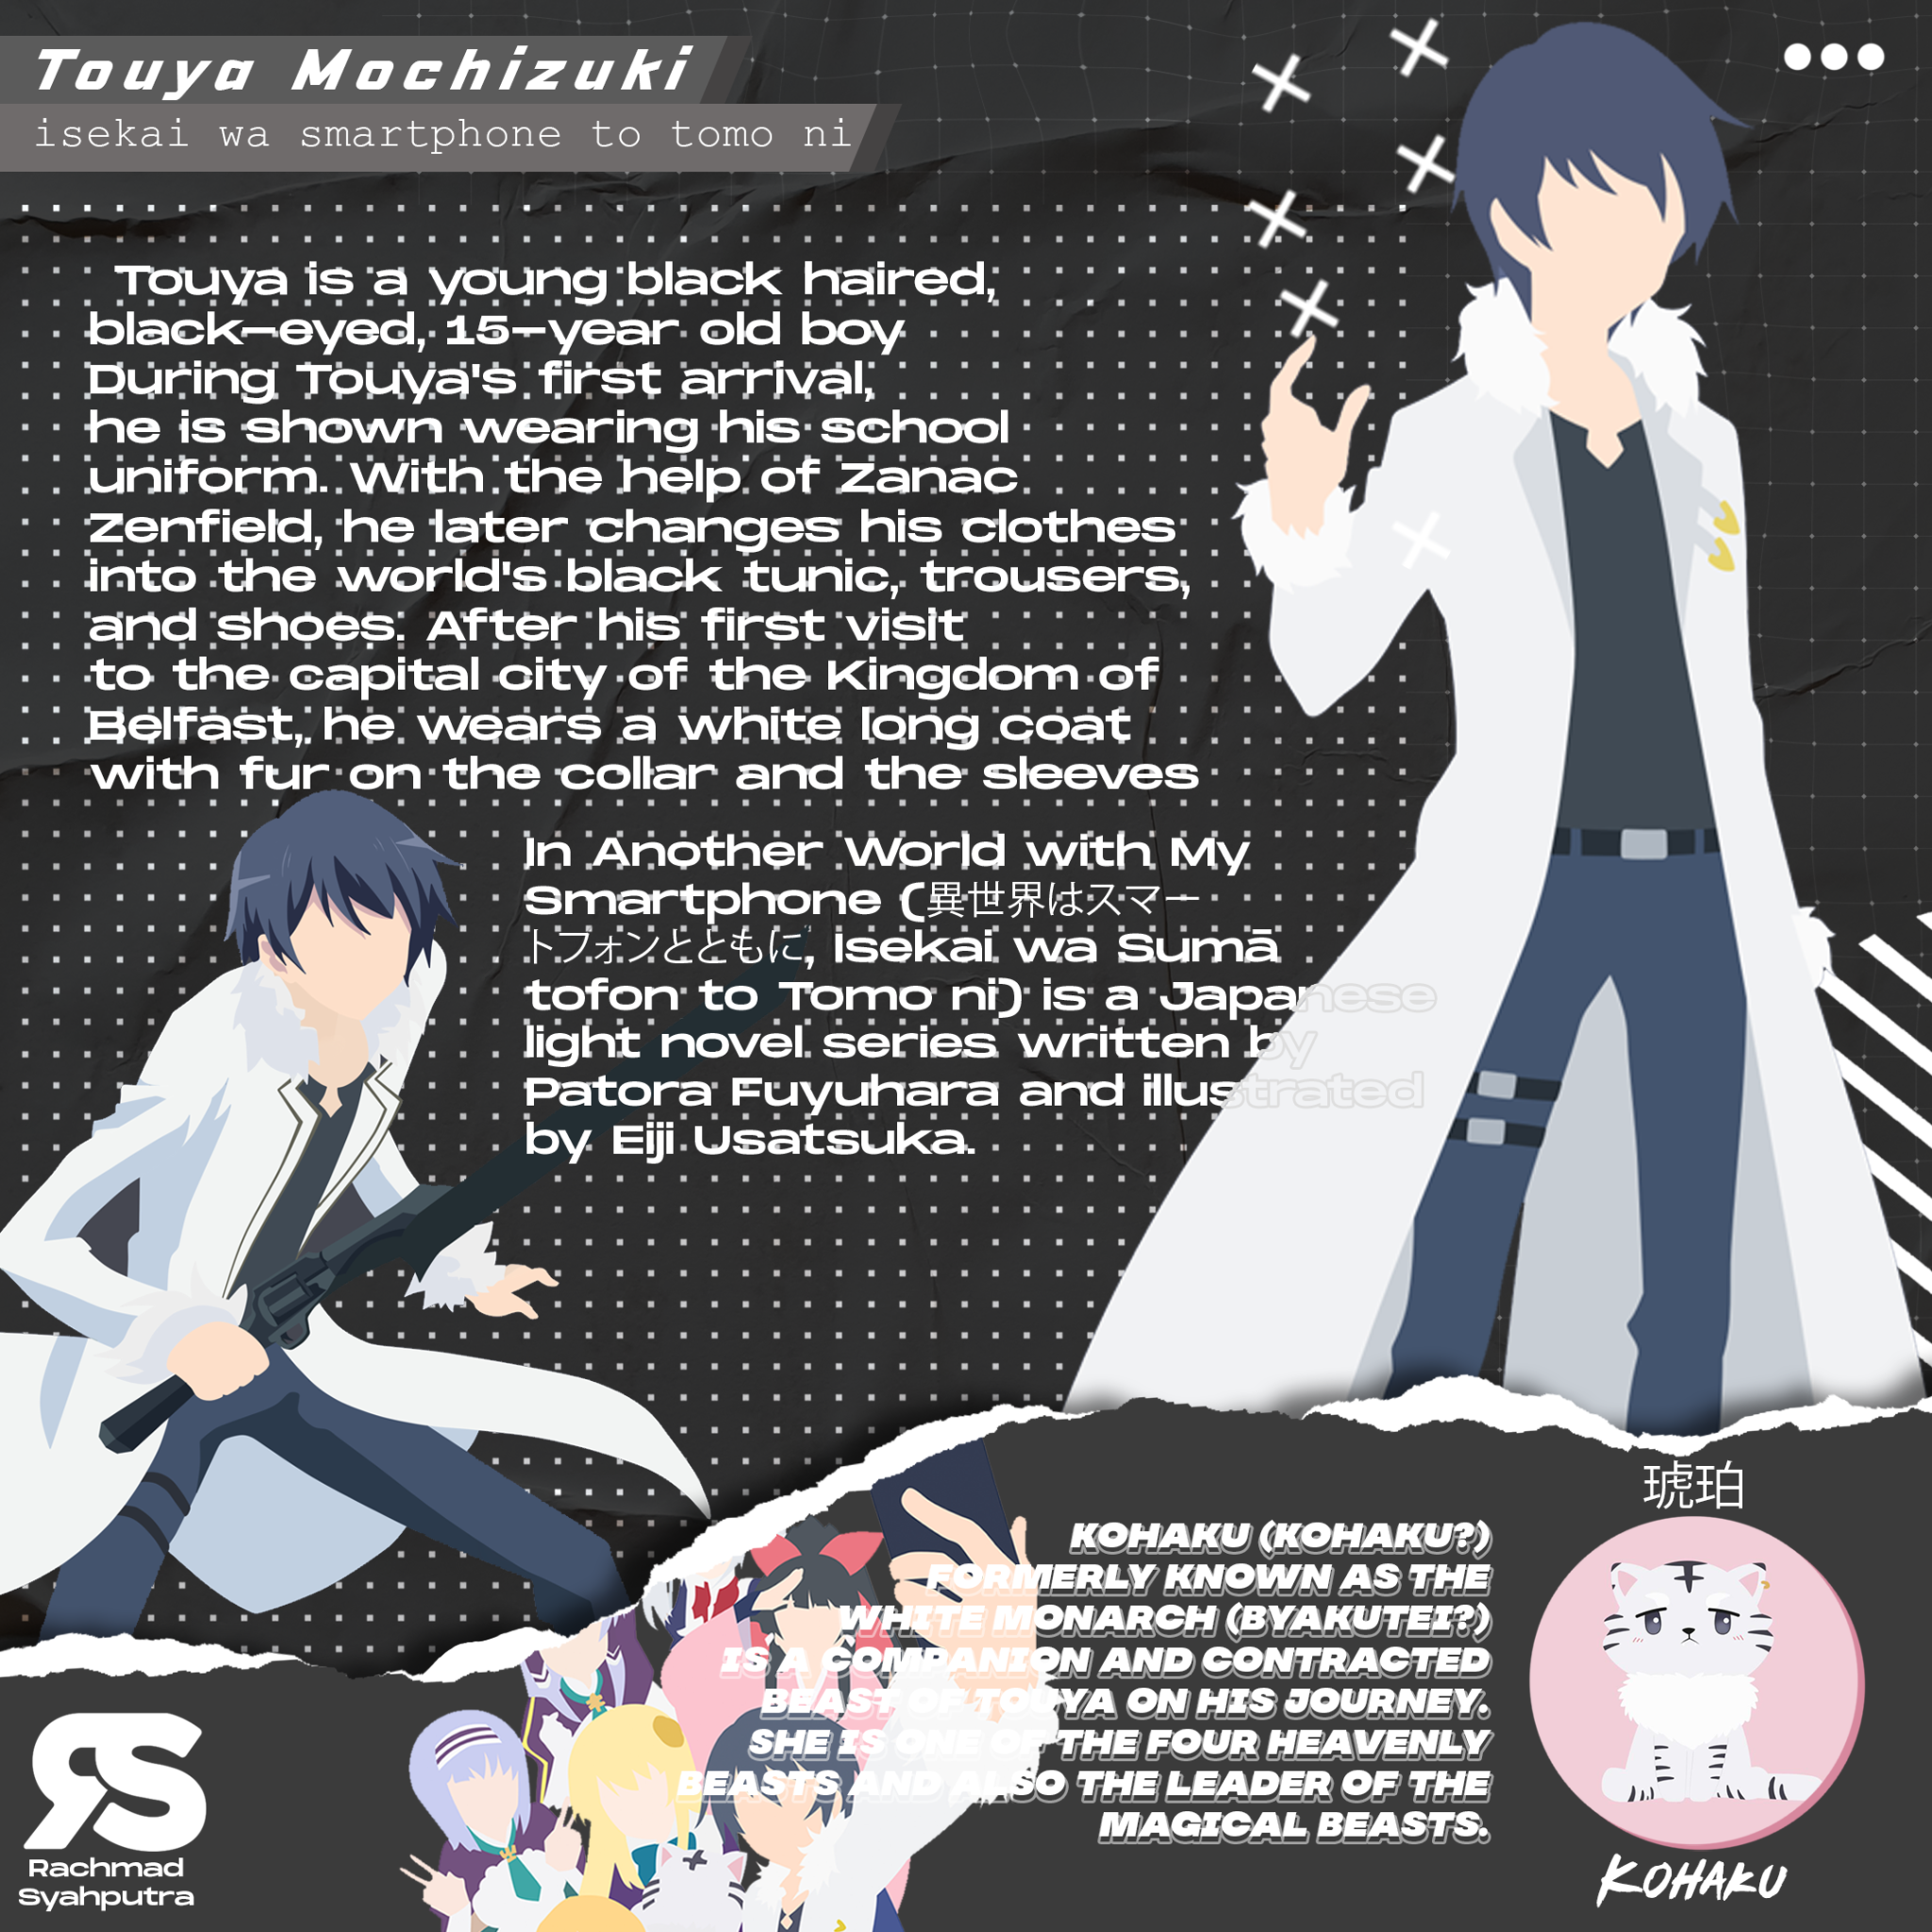 Touya Mochizuki
isekai wa smartphone to tomo ni
Touya is a young black haired,
black-eyed, 15-year old boy
During Touya's first arrival,
he is shown wearing his school
uniform. With the help of Zanac
Zenfield, he later changes his clothes
into the world's black tunic, trousers,
and shoes. After his first visit
to the capital city of the Kingdom of
Belfast, he wears a white long coat
with fur on the collar and the sleeves
In Another World with My
Smartphone (異世界はスマー
トフォンとともに, Isekai wa Sumā
tofon to Tomo ni) is a Japanese
light novel series written by
Patora Fuyuhara and illustrated
by Eiji Usatsuka.
琥珀
KOHAKU (KOHAKU?)
FORMERLY KNOWN AS THE
WHITE MONARCH (BYAKUTEI?)
IS A COMPANION AND CONTRACTED
BEAST OF TOUYA ON HIS JOURNEY.
SHE IS ONE OF THE FOUR HEAVENLY
BEASTS AND ALSO THE LEADER OF THE
MAGICAL BEASTS.
KOHAKU
RS
Rachmad
Syahputra